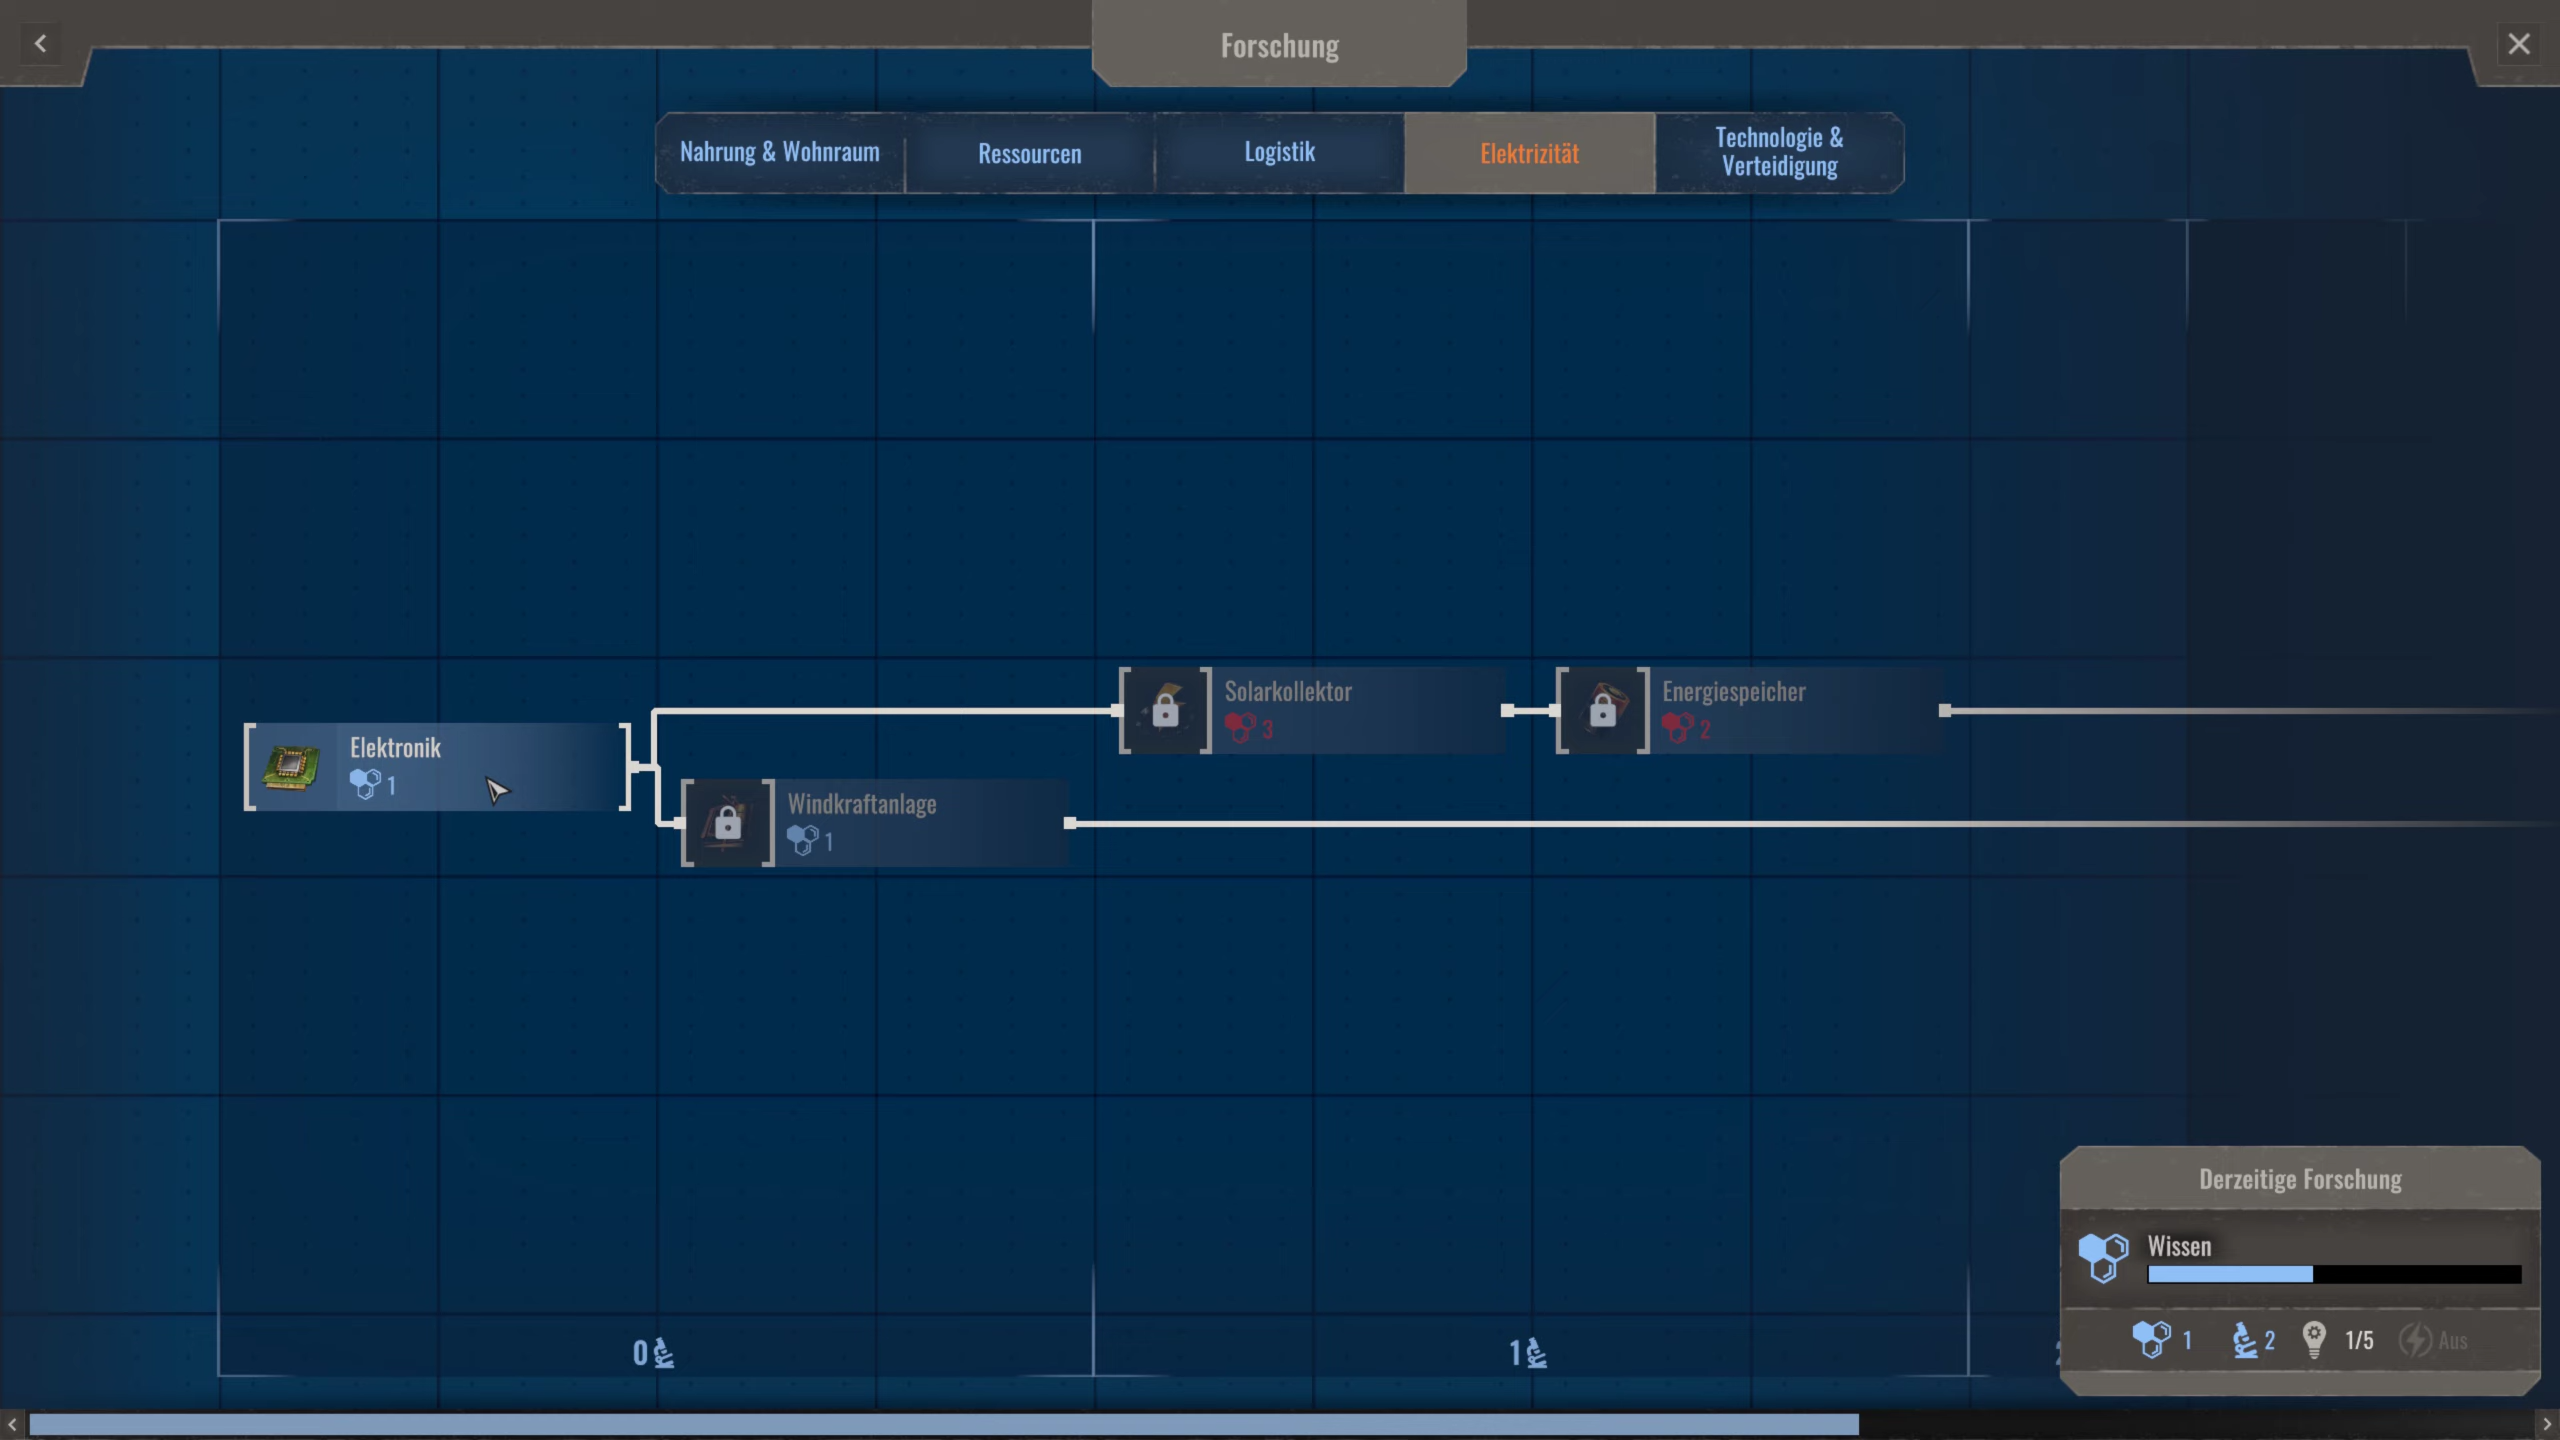 Forschung
Nahrung & Wohnraum
Ressourcen
Logistik
Elektrizität
Technologie &
Verteidigung
Solarkollektor
3
Energiespeicher
2
Elektronik
1
Windkraftanlage
1
Derzeitige Forschung
Wissen
1
2
1/5
Aus
0
1